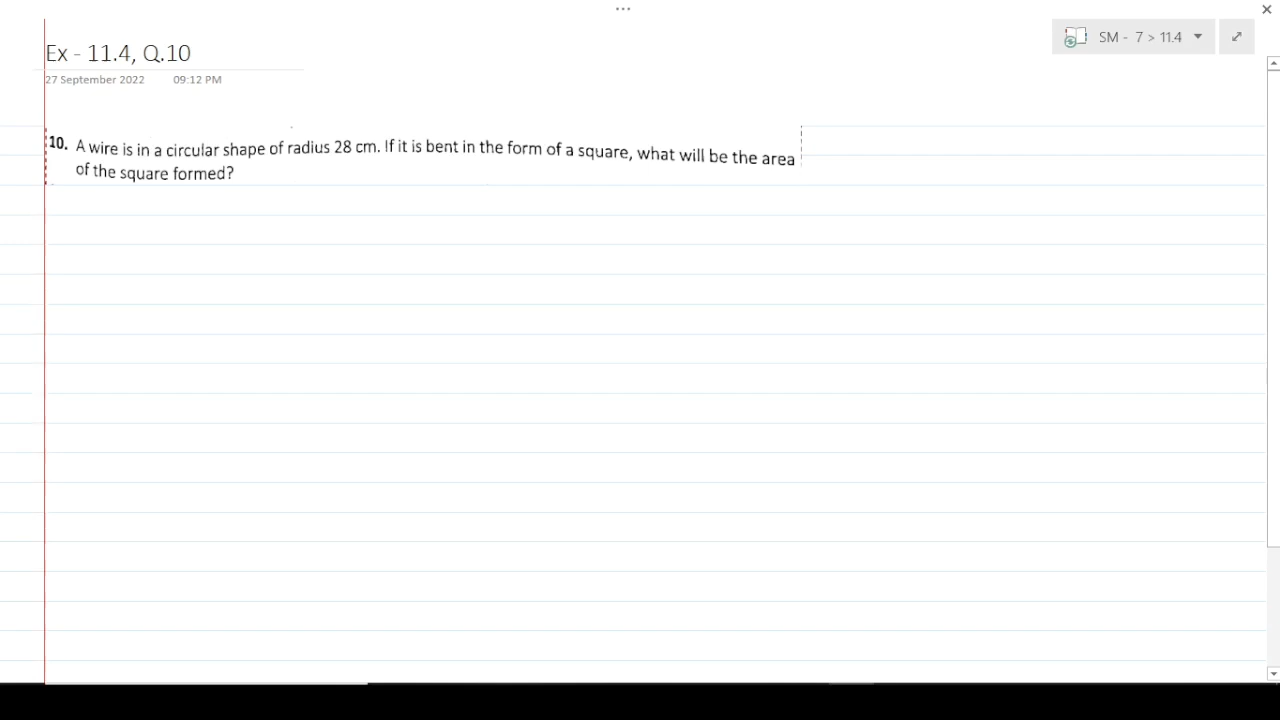 Ex - 11.4, Q.10
27 September 2022 09:12 PM
SM - 7 > 11.4
10. A wire is in a circular shape of radius 28 cm. If it is bent in the form of a square, what will be the area
of the square formed?